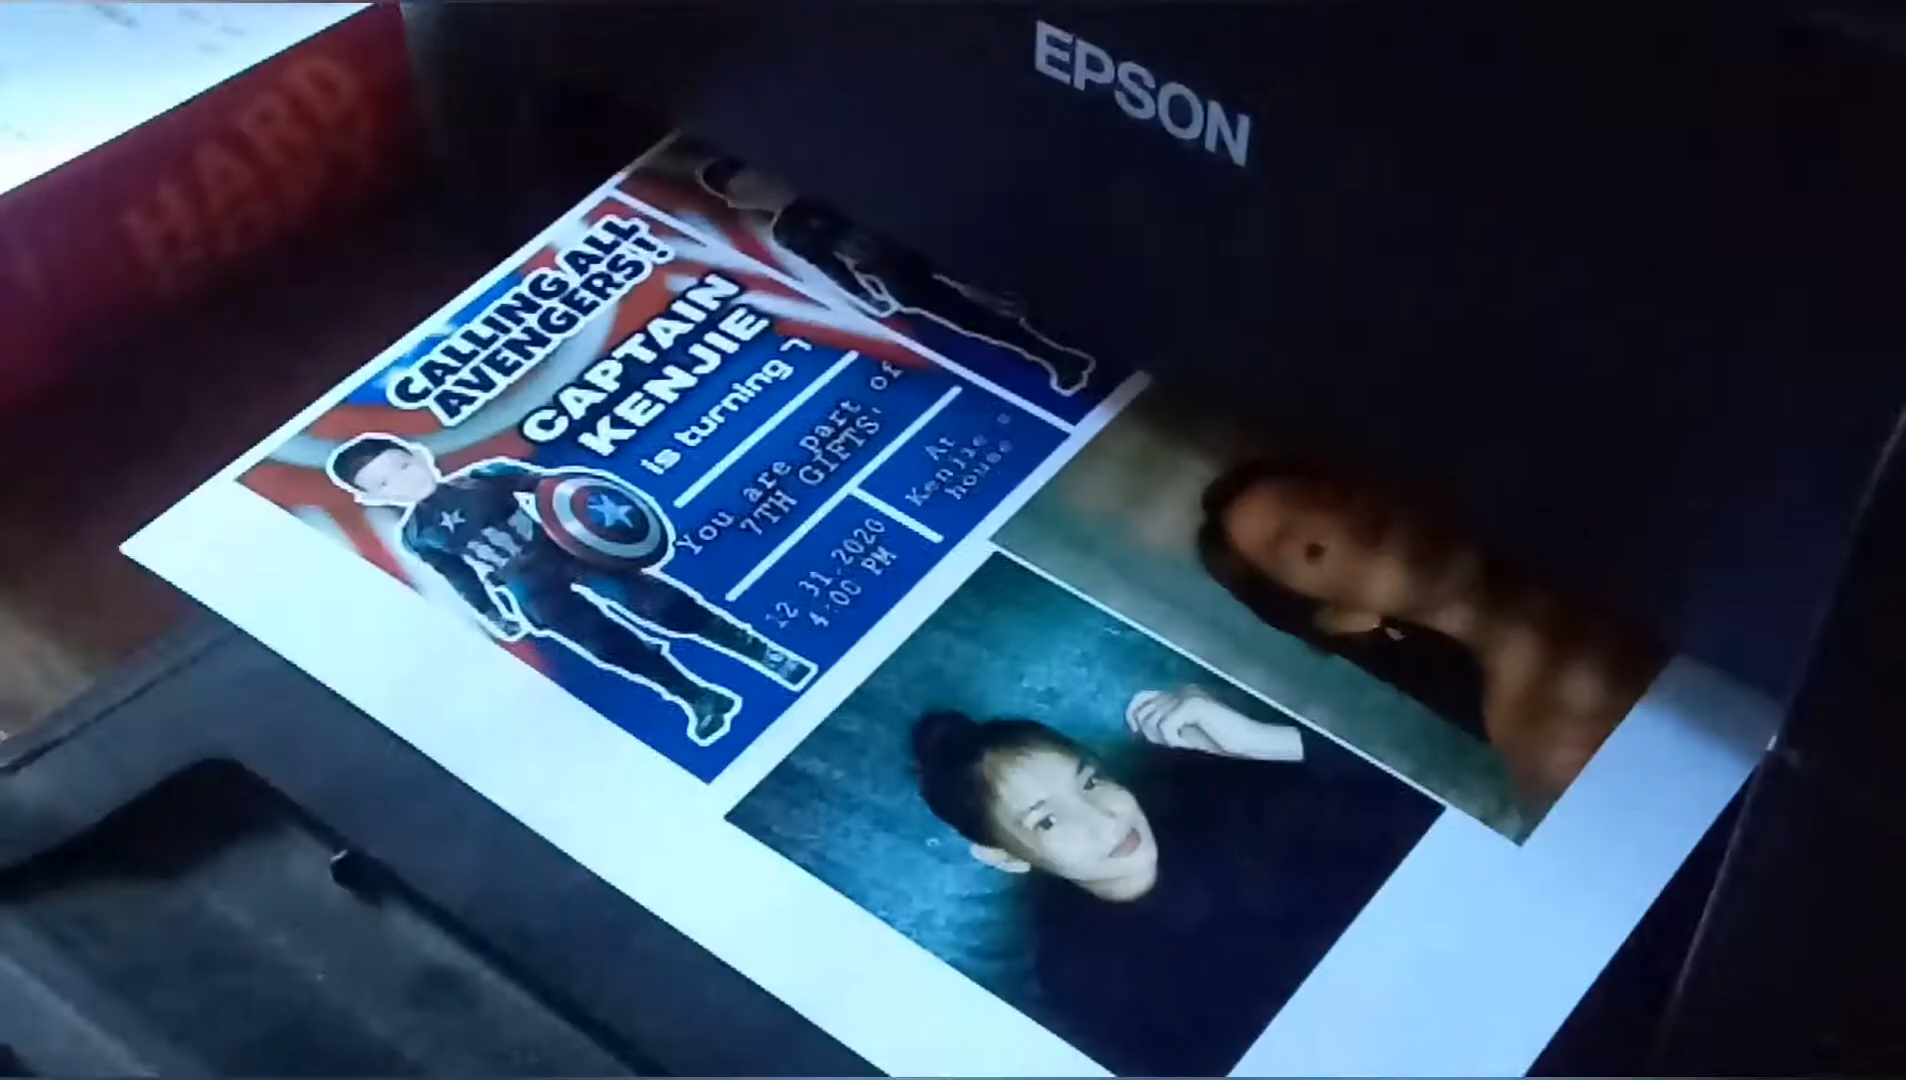 EPSON
HARD
CALLING ALL
AVENGERS!
CAPTAIN
KENJIE
is turning 7
You are part of
7TH GIFTS'
12.31.2020
4:00 PM
At
Kenjie's
house